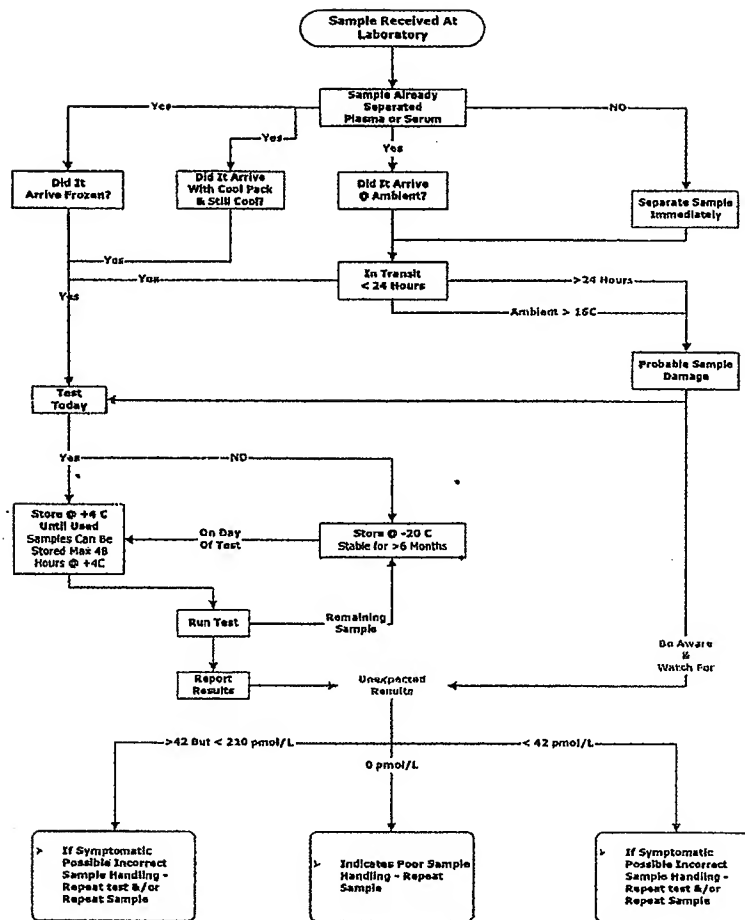 Sample Received At
Laboratory
Sample Already
Separated
Plasma or Serum
Yes
NO
Yes
Yes
Did It
Arrive Frozen?
Did It Arrive
With Cool Pack
& Still Cool?
Did It Arrive
@ Ambient?
Separate Sample
Immediately
Yes
In Transit
< 24 Hours
Yes
>24 Hours
Yes
Ambient > 16C
Probable Sample
Damage
Test
Today
Yes
NO
Store @ +4 C
Until Used
Samples Can Be
Stored Max 48
Hours @ +4C
On Day
Of Test
Store @ -20 C
Stable for >6 Months
Run Test
Remaining
Sample
Be Aware
&
Watch For
Report
Results
Unexpected
Results
>42 But < 210 pmol/L
< 42 pmol/L
0 pmol/L
➢ If Symptomatic
Possible Incorrect
Sample Handling -
Repeat test &/or
Repeat Sample
➢ Indicates Poor Sample
Handling - Repeat
Sample
➢ If Symptomatic
Possible Incorrect
Sample Handling -
Repeat test &/or
Repeat Sample